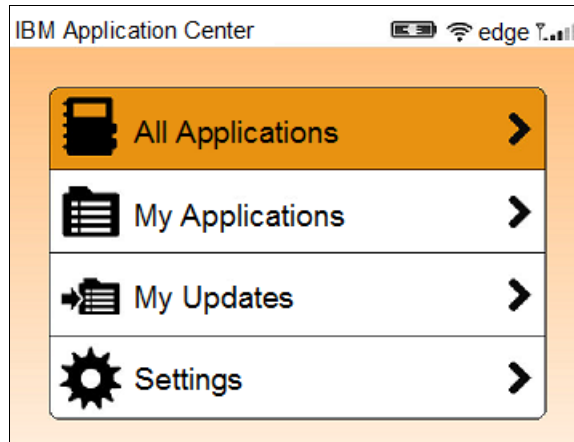 IBM Application Center edge
All Applications
My Applications
My Updates
Settings